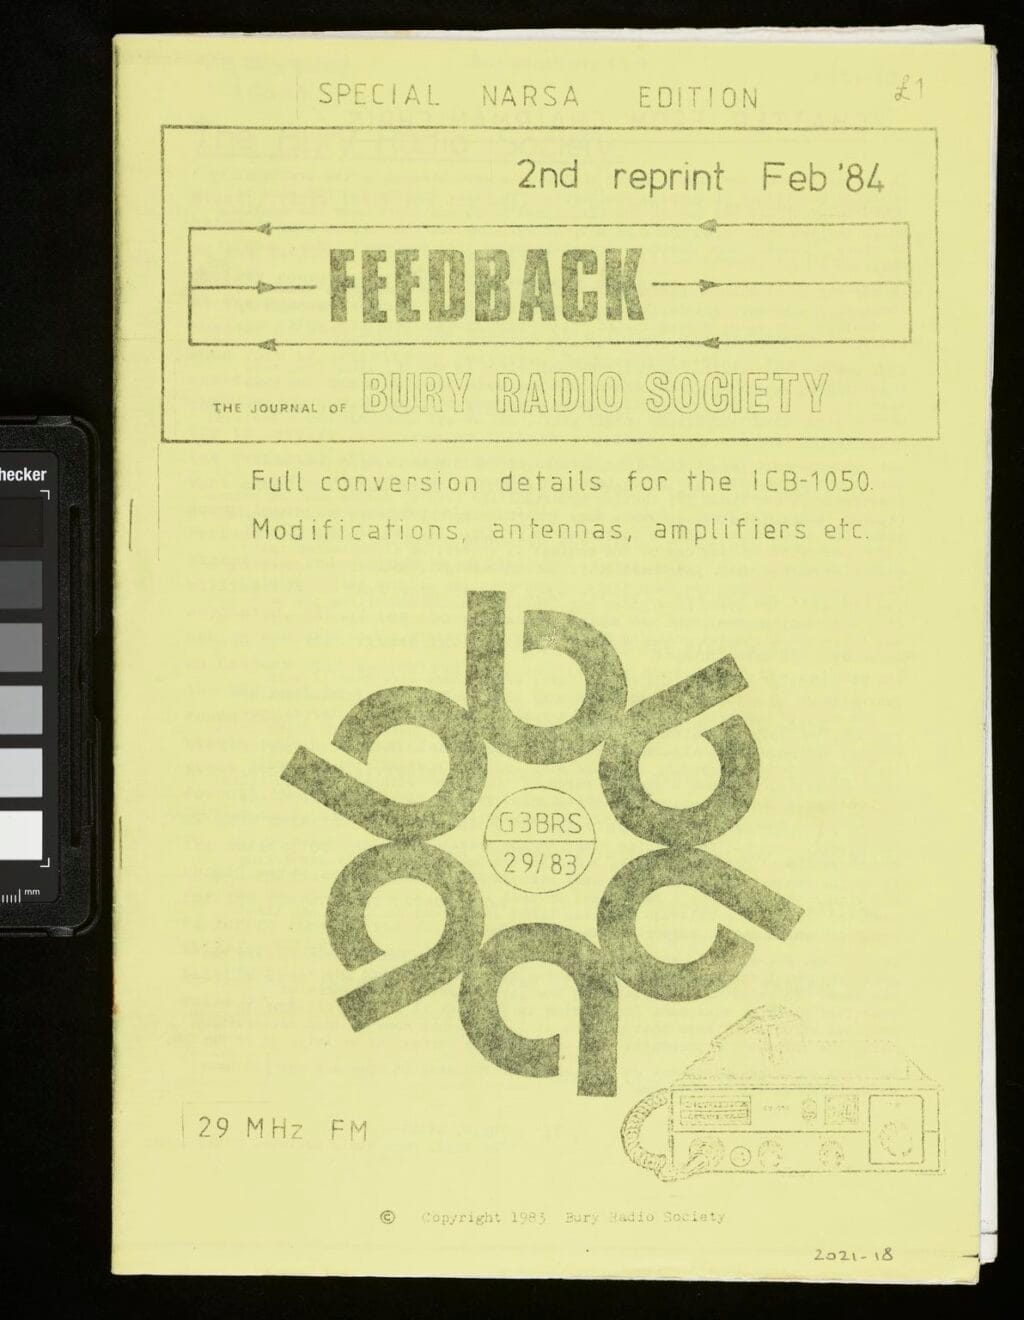 SPECIAL NARSA EDITION £1
2nd reprint Feb '84
FEEDBACK
THE JOURNAL OF BURY RADIO SOCIETY
Full conversion details for the ICB-1050.
Modifications, antennas, amplifiers etc.
G3BRS
29/83
29 MHz FM
© Copyright 1983 Bury Radio Society
2021-18
hecker
mm